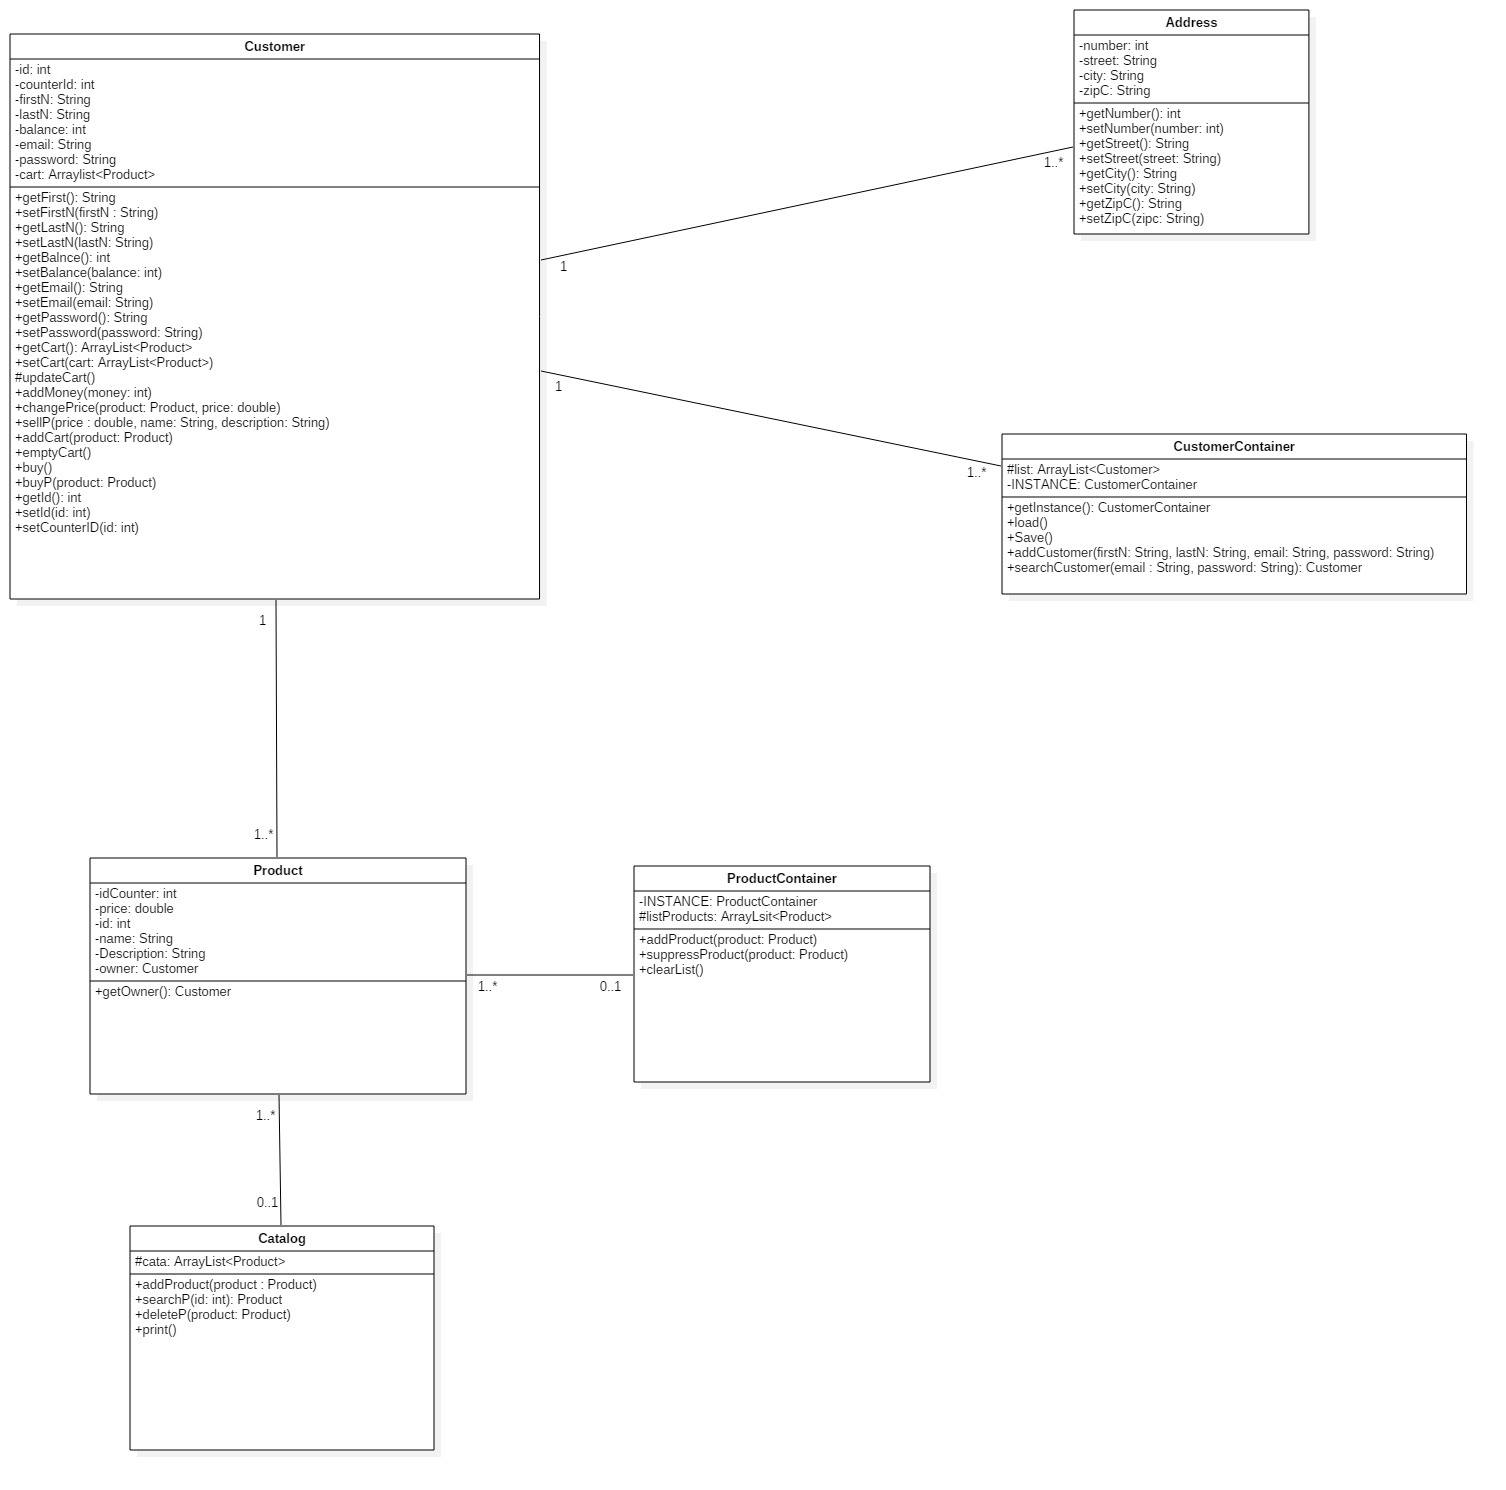 Customer
-id: int
-counterId: int
-firstN: String
-lastN: String
-balance: int
-email: String
-password: String
-cart: Arraylist<Product>
+getFirst(): String
+setFirstN(firstN : String)
+getLastN(): String
+setLastN(lastN: String)
+getBalnce(): int
+setBalance(balance: int)
+getEmail(): String
+setEmail(email: String)
+getPassword(): String
+setPassword(password: String)
+getCart(): ArrayList<Product>
+setCart(cart: ArrayList<Product>)
#updateCart()
+addMoney(money: int)
+changePrice(product: Product, price: double)
+sellP(price : double, name: String, description: String)
+addCart(product: Product)
+emptyCart()
+buy()
+buyP(product: Product)
+getId(): int
+setId(id: int)
+setCounterID(id: int)
Address
-number: int
-street: String
-city: String
-zipC: String
+getNumber(): int
+setNumber(number: int)
+getStreet(): String
+setStreet(street: String)
+getCity(): String
+setCity(city: String)
+getZipC(): String
+setZipC(zipc: String)
1..*
1
1
1..*
CustomerContainer
#list: ArrayList<Customer>
-INSTANCE: CustomerContainer
+getInstance(): CustomerContainer
+load()
+Save()
+addCustomer(firstN: String, lastN: String, email: String, password: String)
+searchCustomer(email : String, password: String): Customer
1
1..*
Product
-idCounter: int
-price: double
-id: int
-name: String
-Description: String
-owner: Customer
+getOwner(): Customer
1..*
0..1
ProductContainer
-INSTANCE: ProductContainer
#listProducts: ArrayLsit<Product>
+addProduct(product: Product)
+suppressProduct(product: Product)
+clearList()
1..*
0..1
Catalog
#cata: ArrayList<Product>
+addProduct(product : Product)
+searchP(id: int): Product
+deleteP(product: Product)
+print()